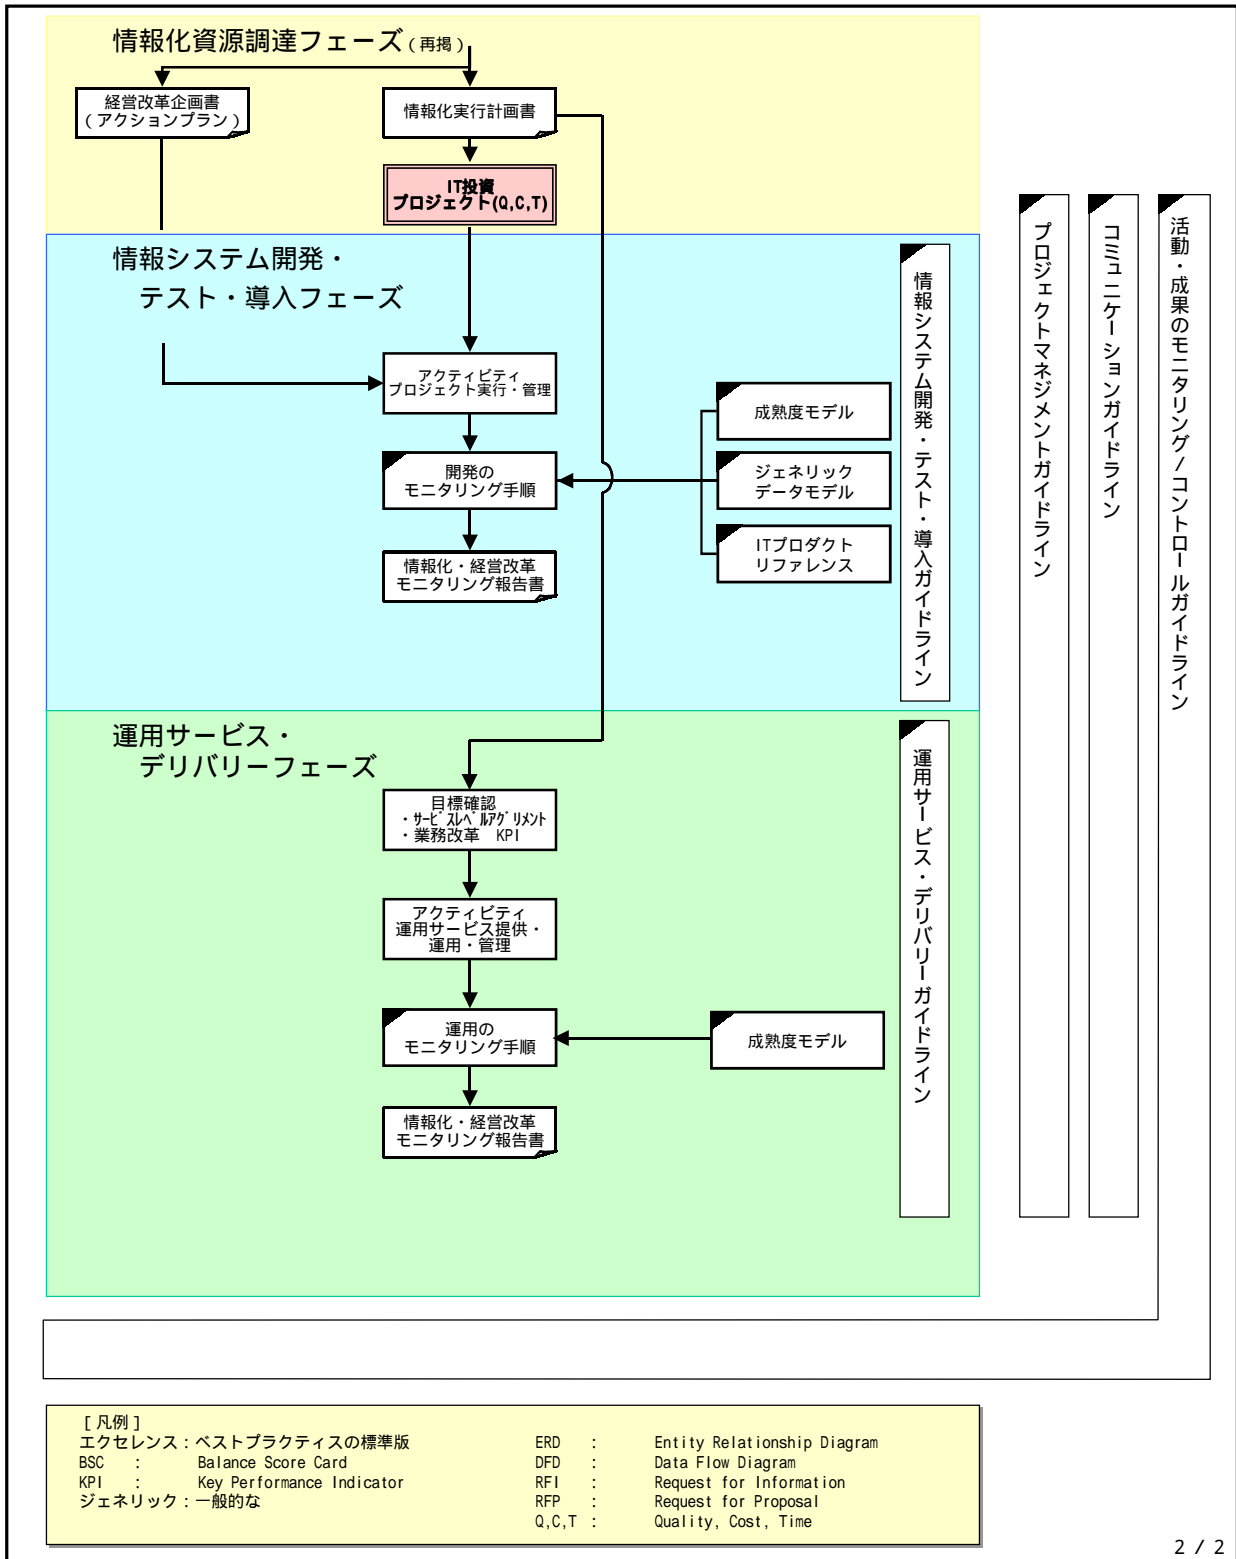 情報化資源調達フェーズ(再掲)
経営改革企画書
(アクションプラン)
情報化実行計画書
IT投資
プロジェクト(Q,C,T)
情報システム開発・
テスト・導入フェーズ
アクティビティ
プロジェクト実行・管理
開発の
モニタリング手順
情報化・経営改革
モニタリング報告書
成熟度モデル
ジェネリック
データモデル
ITプロダクト
リファレンス
情報システム開発・テスト・導入ガイドライン
運用サービス・
デリバリーフェーズ
目標確認
・サービスレベルアグリメント
・業務改革 KPI
アクティビティ
運用サービス提供・
運用・管理
運用の
モニタリング手順
情報化・経営改革
モニタリング報告書
成熟度モデル
運用サービス・デリバリーガイドライン
プロジェクトマネジメントガイドライン
コミュニケーションガイドライン
活動・成果のモニタリング/コントロールガイドライン
[凡例]
エクセレンス:ベストプラクティスの標準版
BSC : Balance Score Card
KPI : Key Performance Indicator
ジェネリック:一般的な
ERD : Entity Relationship Diagram
DFD : Data Flow Diagram
RFI : Request for Information
RFP : Request for Proposal
Q,C,T : Quality, Cost, Time
2 / 2